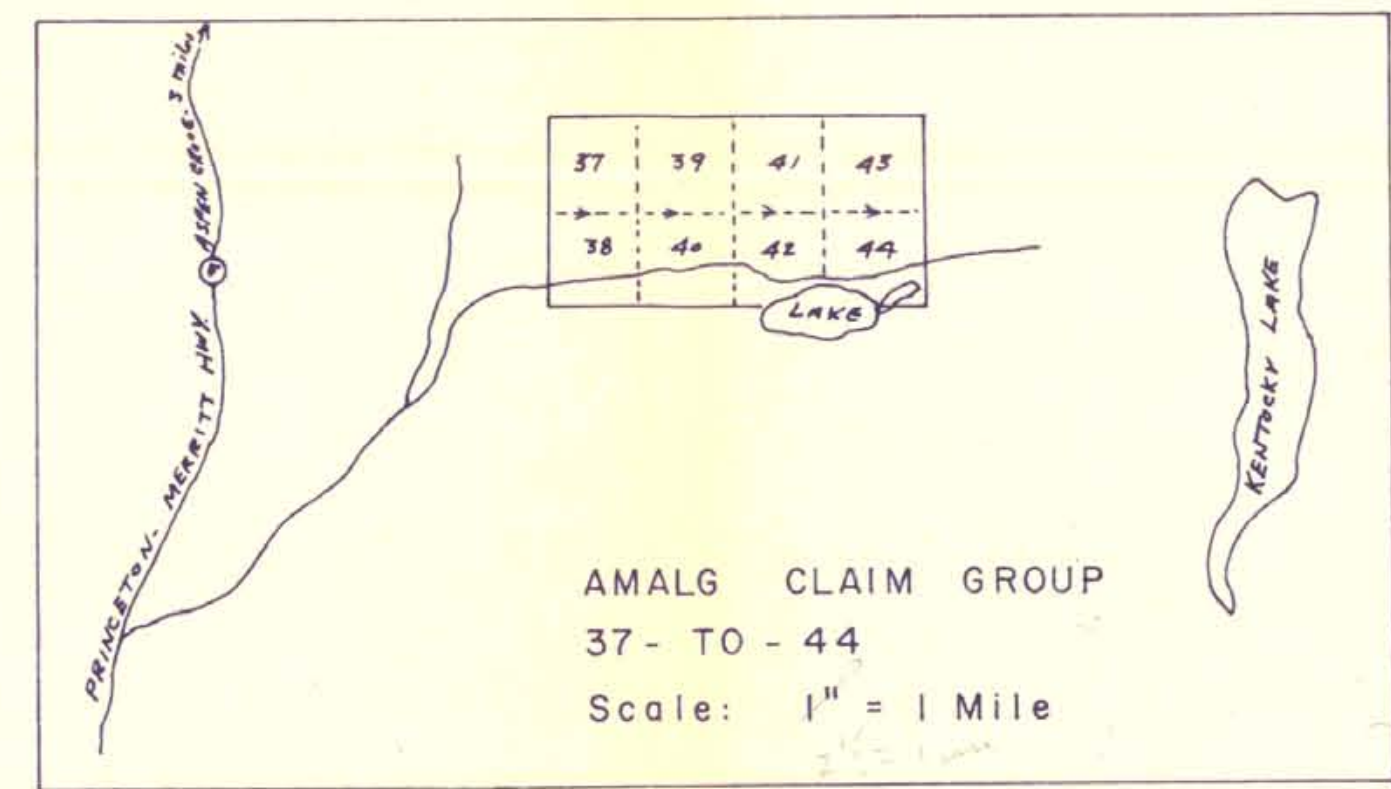 ASPEN GROVE. 3 miles
PRINCETON- MERRITT HWY.
37 39 41 43
38 40 42 44
LAKE
KENTOCKY LAKE
AMALG CLAIM GROUP
37- TO - 44
Scale: 1" = 1 Mile